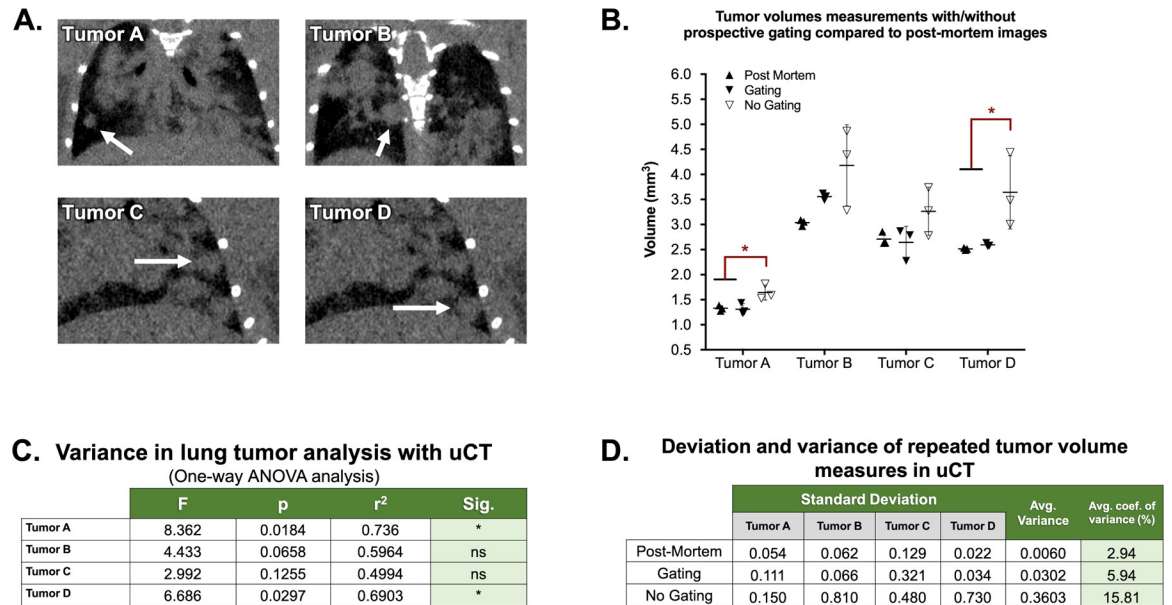 A.
Tumor A
Tumor B
Tumor C
Tumor D
B.
Tumor volumes measurements with/without
prospective gating compared to post-mortem images
▲ Post Mortem
▼ Gating
▽ No Gating
Volume (mm³)
6.0
5.5
5.0
4.5
4.0
3.5
3.0
2.5
2.0
1.5
1.0
0.5
*
*
Tumor A Tumor B Tumor C Tumor D
C. Variance in lung tumor analysis with uCT
(One-way ANOVA analysis)
F p r² Sig.
Tumor A 8.362 0.0184 0.736 *
Tumor B 4.433 0.0658 0.5964 ns
Tumor C 2.992 0.1255 0.4994 ns
Tumor D 6.686 0.0297 0.6903 *
D. Deviation and variance of repeated tumor volume
measures in uCT
Standard Deviation Avg. Variance Avg. coef. of variance (%)
Tumor A Tumor B Tumor C Tumor D
Post-Mortem 0.054 0.062 0.129 0.022 0.0060 2.94
Gating 0.111 0.066 0.321 0.034 0.0302 5.94
No Gating 0.150 0.810 0.480 0.730 0.3603 15.81